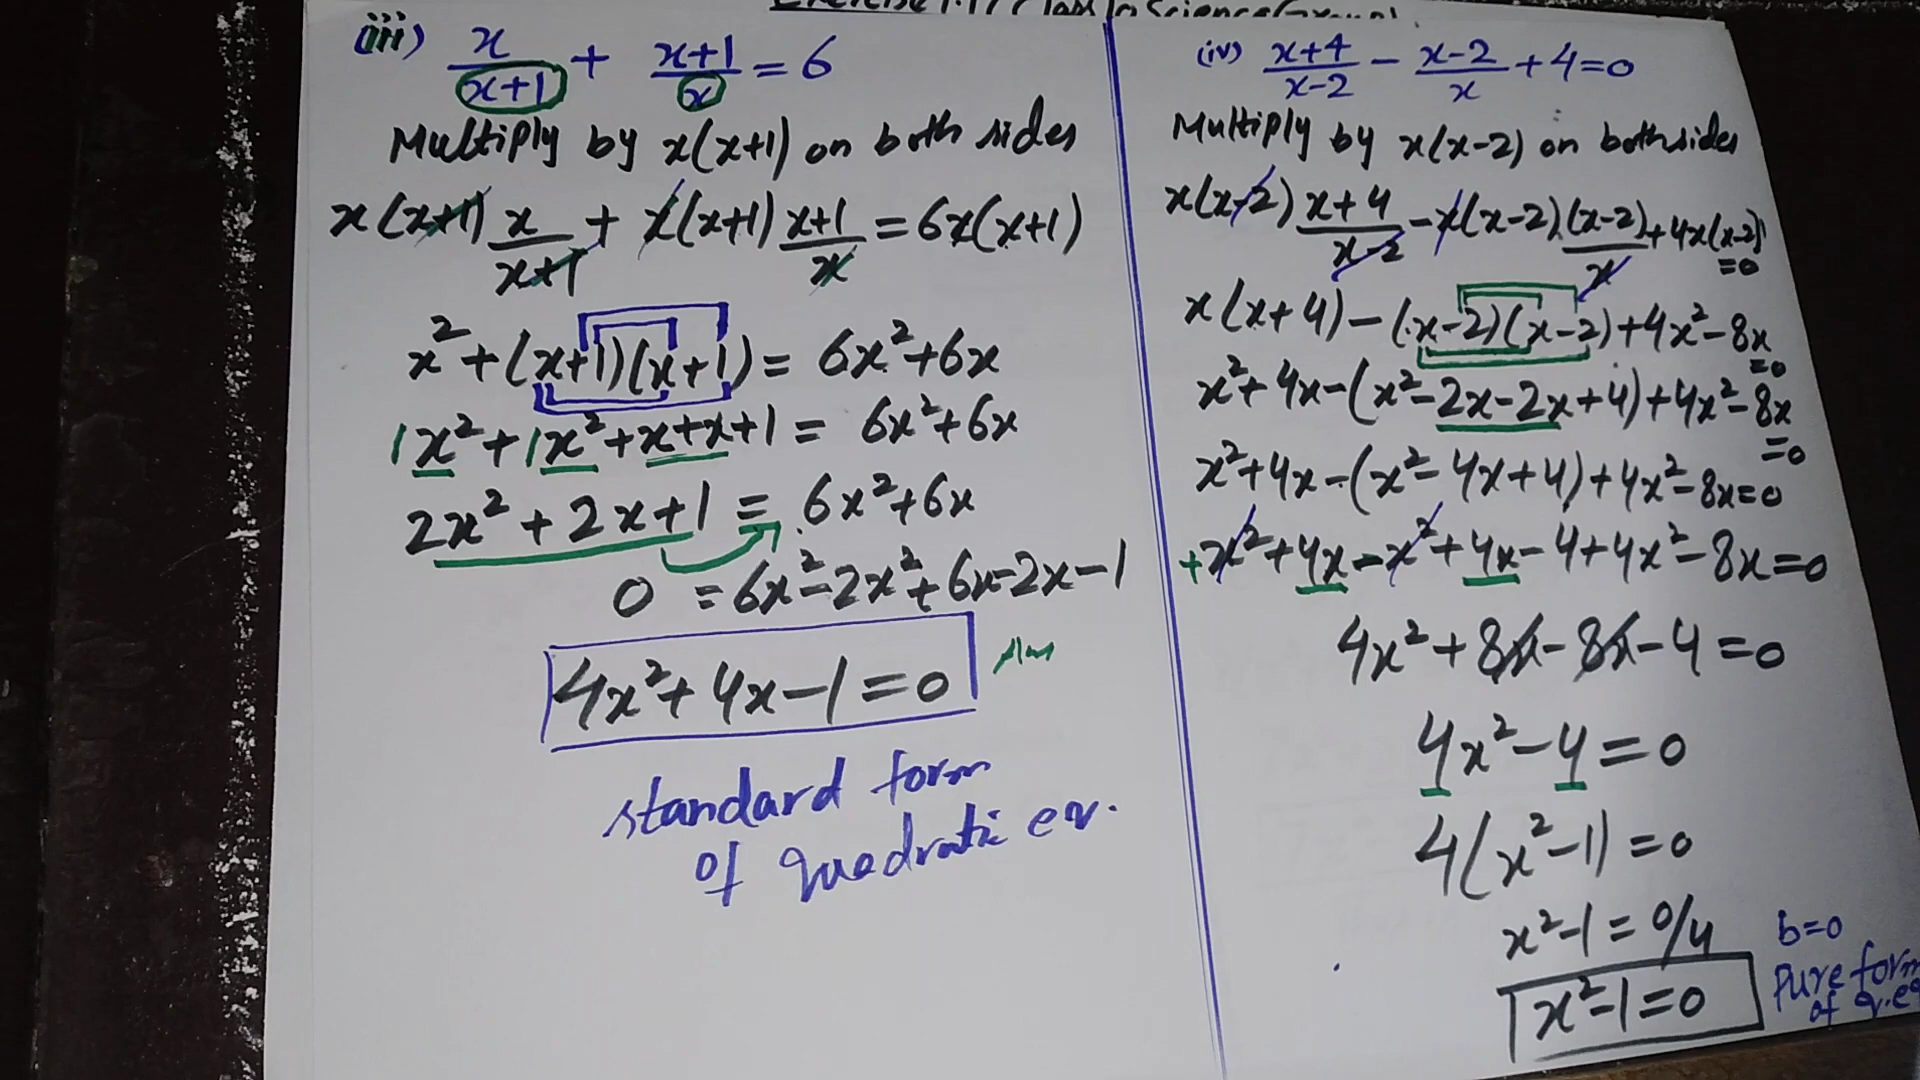 (iii) x/(x+1) + (x+1)/x = 6
Multiply by x(x+1) on both sides
x(x+1) x/(x+1) + x(x+1) (x+1)/x = 6x(x+1)
x² + (x+1)(x+1) = 6x²+6x
1x² + 1x² + x+x+1 = 6x²+6x
2x² + 2x+1 = 6x²+6x
0 = 6x²-2x²+6x-2x-1
4x²+4x-1=0 Ans
standard form
of quadratic eq.
(iv) (x+4)/(x-2) - (x-2)/x + 4=0
Multiply by x(x-2) on both sides
x(x-2) (x+4)/(x-2) - x(x-2) (x-2)/x + 4x(x-2) =0
x(x+4) - (x-2)(x-2)+4x²-8x =0
x²+4x-(x²-2x-2x+4)+4x²-8x =0
x²+4x-(x²-4x+4)+4x²-8x=0
+x²+4x-x²+4x-4+4x²-8x=0
4x²+8x-8x-4=0
4x²-4=0
4(x²-1)=0
x²-1=0/4
x²-1=0
b=0
Pure form
of q.eq